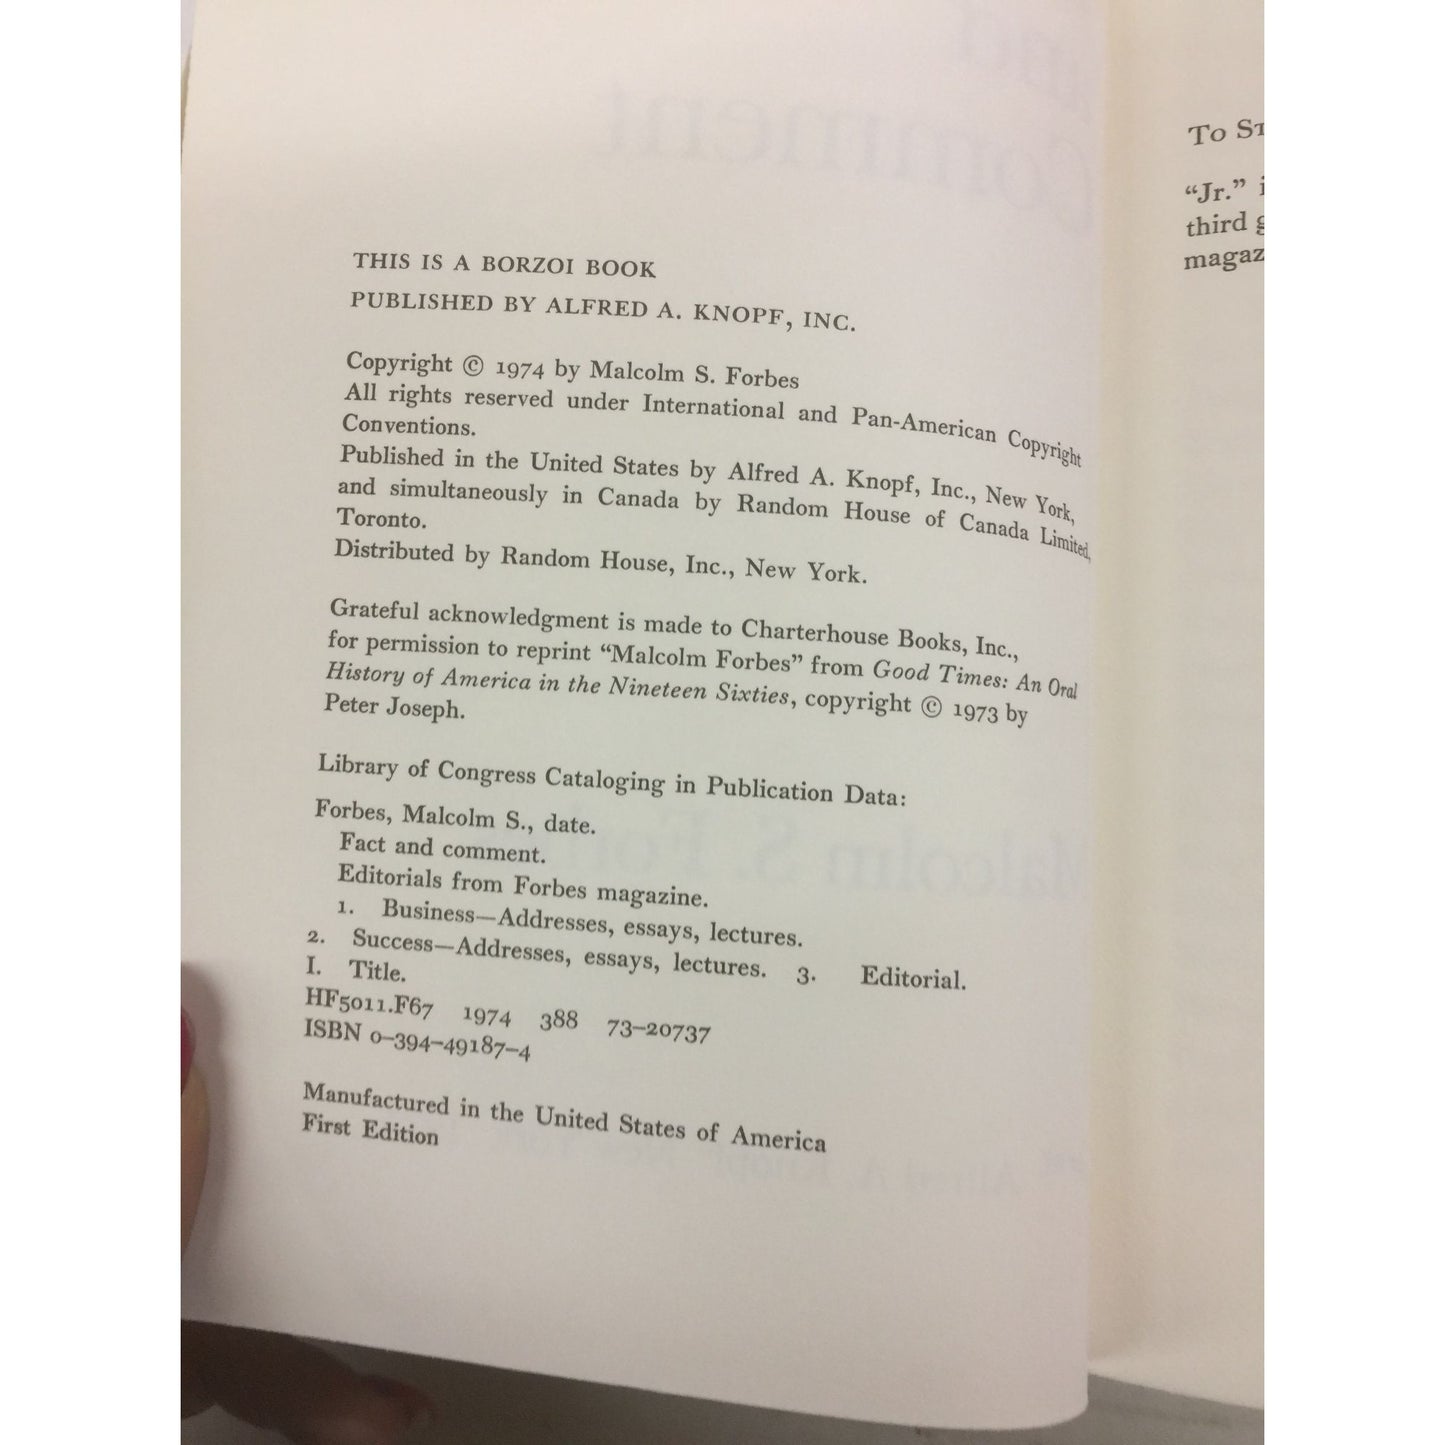 THIS IS A BORZOI BOOK
PUBLISHED BY ALFRED A. KNOPF, INC.
Copyright © 1974 by Malcolm S. Forbes
All rights reserved under International and Pan-American Copyright
Conventions.
Published in the United States by Alfred A. Knopf, Inc., New York,
and simultaneously in Canada by Random House of Canada Limited,
Toronto.
Distributed by Random House, Inc., New York.
Grateful acknowledgment is made to Charterhouse Books, Inc.,
for permission to reprint “Malcolm Forbes” from Good Times: An Oral
History of America in the Nineteen Sixties, copyright © 1973 by
Peter Joseph.
Library of Congress Cataloging in Publication Data:
Forbes, Malcolm S., date.
Fact and comment.
Editorials from Forbes magazine.
1. Business—Addresses, essays, lectures.
2. Success—Addresses, essays, lectures. 3. Editorial.
I. Title.
HF5011.F67 1974 388 73–20737
ISBN 0–394–49187–4
Manufactured in the United States of America
First Edition
To
“Jr.”
third